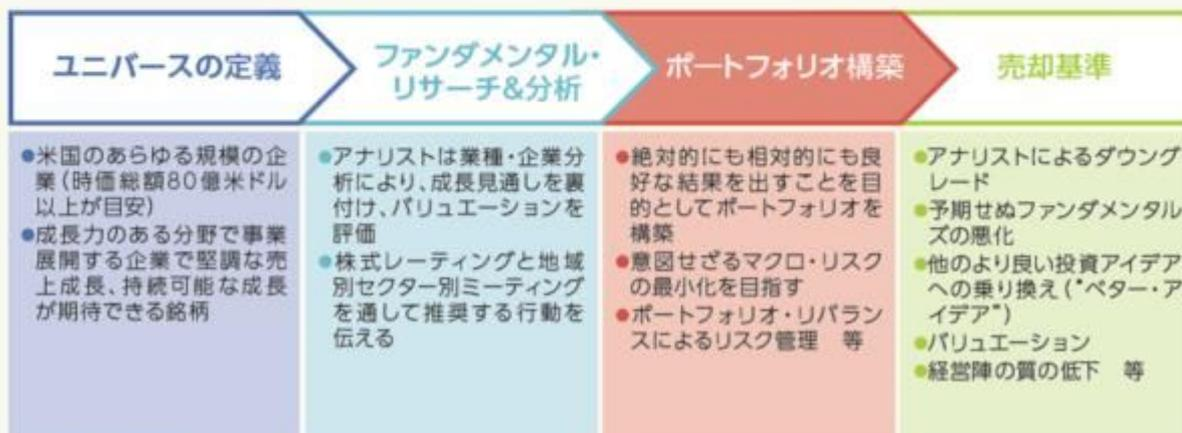 ユニバースの定義
ファンダメンタル・
リサーチ&分析
ポートフォリオ構築
売却基準
●米国のあらゆる規模の企
業(時価総額80億米ドル
以上が目安)
●成長力のある分野で事業
展開する企業で堅調な売
上成長、持続可能な成長
が期待できる銘柄
●アナリストは業種・企業分
析により、成長見通しを裏
付け、バリュエーションを
評価
●株式レーティングと地域
別セクター別ミーティング
を通して推奨する行動を
伝える
●絶対的にも相対的にも良
好な結果を出すことを目
的としてポートフォリオを
構築
●意図せざるマクロ・リスク
の最小化を目指す
●ポートフォリオ・リバラン
スによるリスク管理 等
●アナリストによるダウング
レード
●予期せぬファンダメンタル
ズの悪化
●他のより良い投資アイデア
への乗り換え("ベター・ア
イデア")
●バリュエーション
●経営陣の質の低下 等